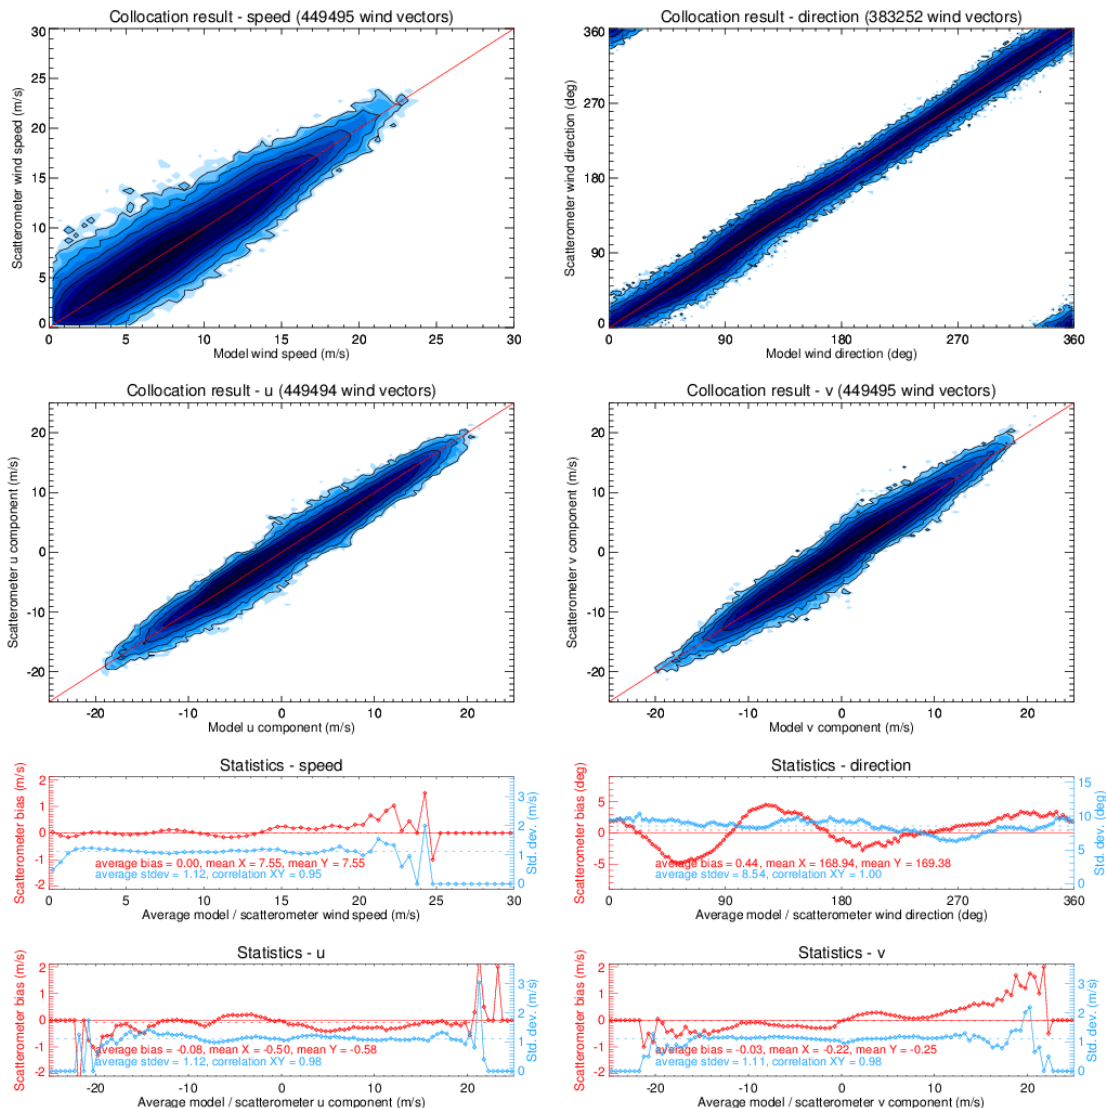 Collocation result - speed (449495 wind vectors)
30
25
20
15
10
5
0
Scatterometer wind speed (m/s)
5
10
15
20
25
30
Model wind speed (m/s)
Collocation result - direction (383252 wind vectors)
360
270
180
90
0
Scatterometer wind direction (deg)
0
90
180
270
360
Model wind direction (deg)
Collocation result - u (449494 wind vectors)
20
10
0
-10
-20
Scatterometer u component (m/s)
-20
-10
0
10
20
Model u component (m/s)
Collocation result - v (449495 wind vectors)
20
10
0
-10
-20
Scatterometer v component (m/s)
-20
-10
0
10
20
Model v component (m/s)
Statistics - speed
2
1
0
-1
-2
Scatterometer bias (m/s)
3
2
1
0
Std. dev. (m/s)
average bias = 0.00, mean X = 7.55, mean Y = 7.55
average stdev = 1.12, correlation XY = 0.95
0
5
10
15
20
25
30
Average model / scatterometer wind speed (m/s)
Statistics - direction
5
0
-5
Scatterometer bias (deg)
15
10
5
0
Std. dev. (deg)
average bias = 0.44, mean X = 168.94, mean Y = 169.38
average stdev = 8.54, correlation XY = 1.00
90
180
270
360
Average model / scatterometer wind direction (deg)
Statistics - u
2
1
0
-1
-2
Scatterometer bias (m/s)
3
2
1
0
Std. dev. (m/s)
average bias = -0.08, mean X = -0.50, mean Y = -0.58
average stdev = 1.12, correlation XY = 0.98
-20
-10
0
10
20
Average model / scatterometer u component (m/s)
Statistics - v
2
1
0
-1
-2
Scatterometer bias (m/s)
3
2
1
0
Std. dev. (m/s)
average bias = -0.03, mean X = -0.22, mean Y = -0.25
average stdev = 1.11, correlation XY = 0.98
-20
-10
0
10
20
Average model / scatterometer v component (m/s)